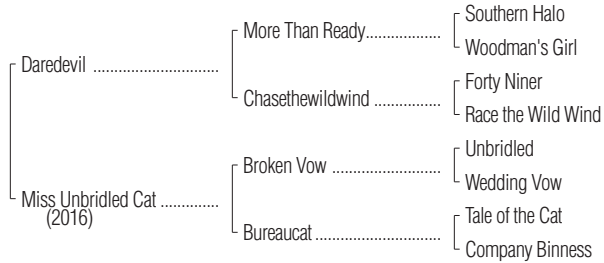 Southern Halo
More Than Ready..................
Woodman's Girl
Daredevil ..............................
Forty Niner
Chasethewildwind ................
Race the Wild Wind
Unbridled
Broken Vow ..........................
Wedding Vow
Miss Unbridled Cat ..............
(2016)
Tale of the Cat
Bureaucat..............................
Company Binness